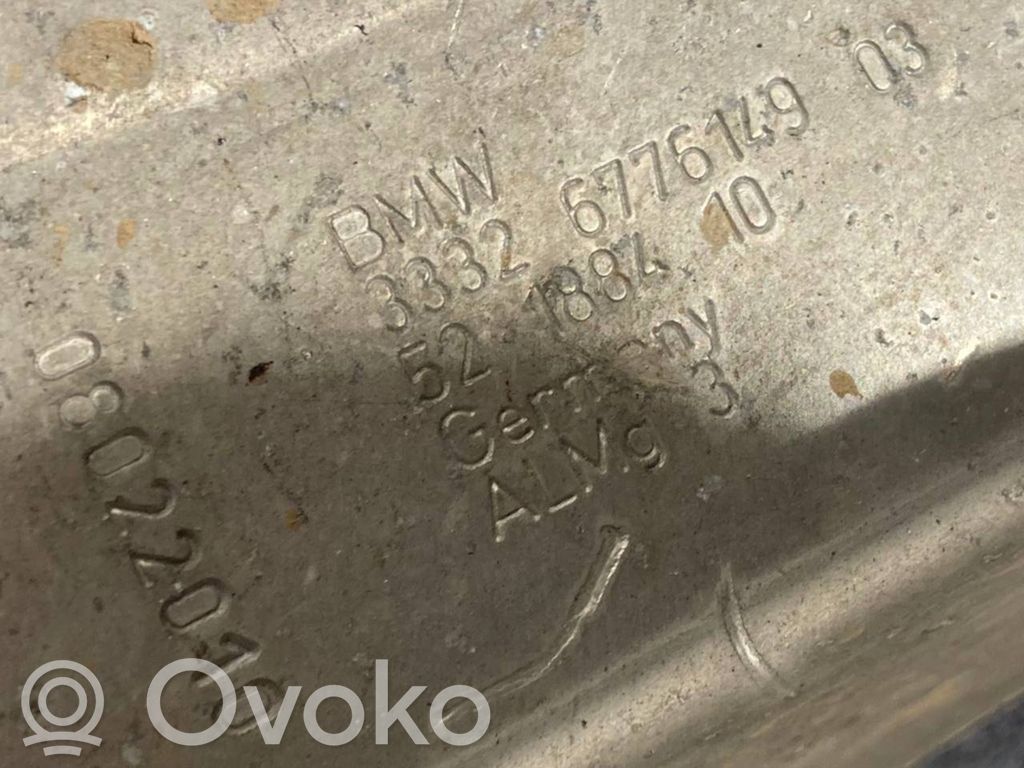 BMW
3332 6776149 03
52 1884 10
Germany
ALMg 3
Ovoko